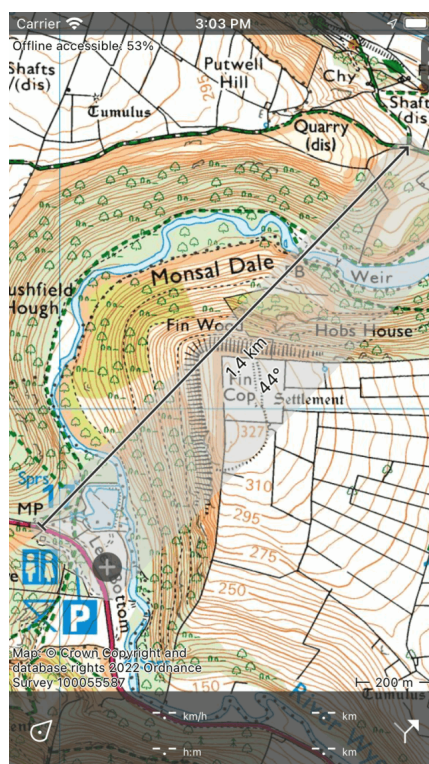 Carrier 3:03 PM
Offline accessible: 53%
Shafts
(dis)
Putwell
Hill
295
Chy
Tumulus
Shaft
(dis)
Quarry
(dis)
Monsal Dale
FB
Weir
ushfield
Hough
Fin Wood
Hobs House
1.4 km
44°
Fin
Cop
Settlement
327
Sprs
1
MP
310
295
275
250
P
Map: © Crown Copyright and
database rights 2022 Ordnance
Survey 100055587
150
200 m
Tumulus
km/h
km
h:m
km